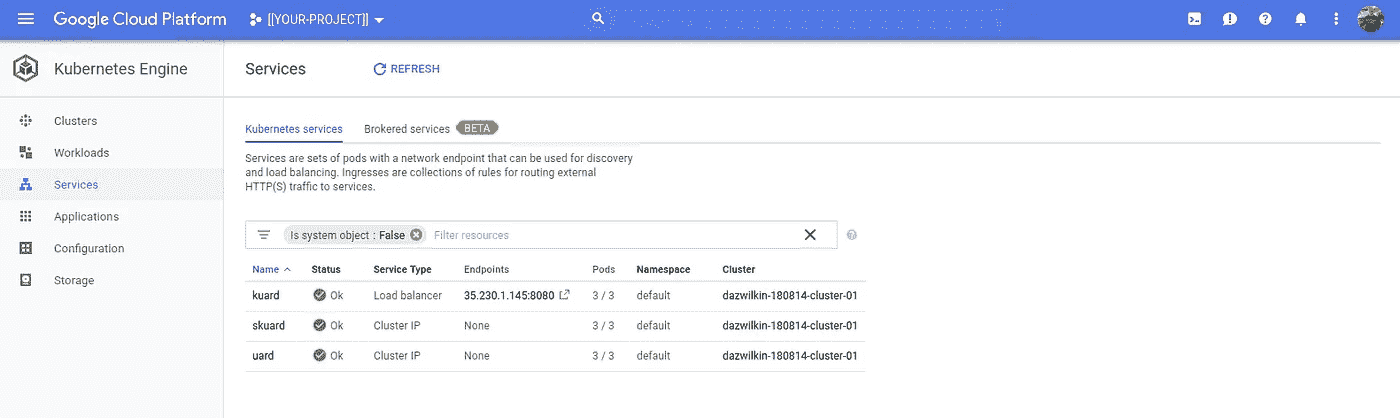 Google Cloud Platform [[YOUR-PROJECT]]
Kubernetes Engine
Services
REFRESH
Clusters
Workloads
Services
Applications
Configuration
Storage
Kubernetes services
Brokered services BETA
Services are sets of pods with a network endpoint that can be used for discovery
and load balancing. Ingresses are collections of rules for routing external
HTTP(S) traffic to services.
Is system object : False Filter resources
Name Status Service Type Endpoints Pods Namespace Cluster
kuard Ok Load balancer 35.230.1.145:8080 3 / 3 default dazwilkin-180814-cluster-01
skuard Ok Cluster IP None 3 / 3 default dazwilkin-180814-cluster-01
uard Ok Cluster IP None 3 / 3 default dazwilkin-180814-cluster-01